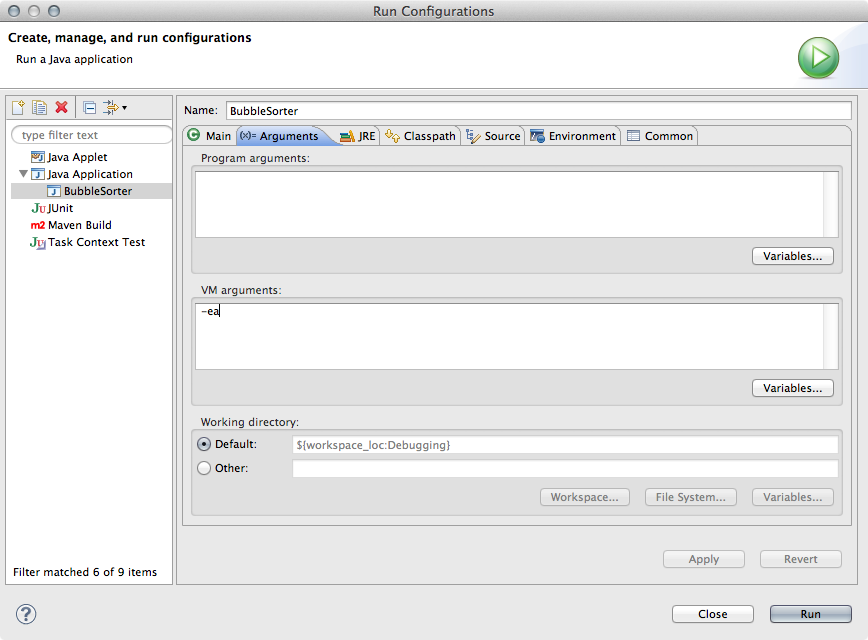 Run Configurations
Create, manage, and run configurations
Run a Java application
type filter text
Java Applet
Java Application
BubbleSorter
JUnit
Maven Build
Task Context Test
Filter matched 6 of 9 items
Name: BubbleSorter
Main (x)= Arguments JRE Classpath Source Environment Common
Program arguments:
Variables...
VM arguments:
-ea
Variables...
Working directory:
Default: ${workspace_loc:Debugging}
Other:
Workspace... File System... Variables...
Apply Revert
? Close Run